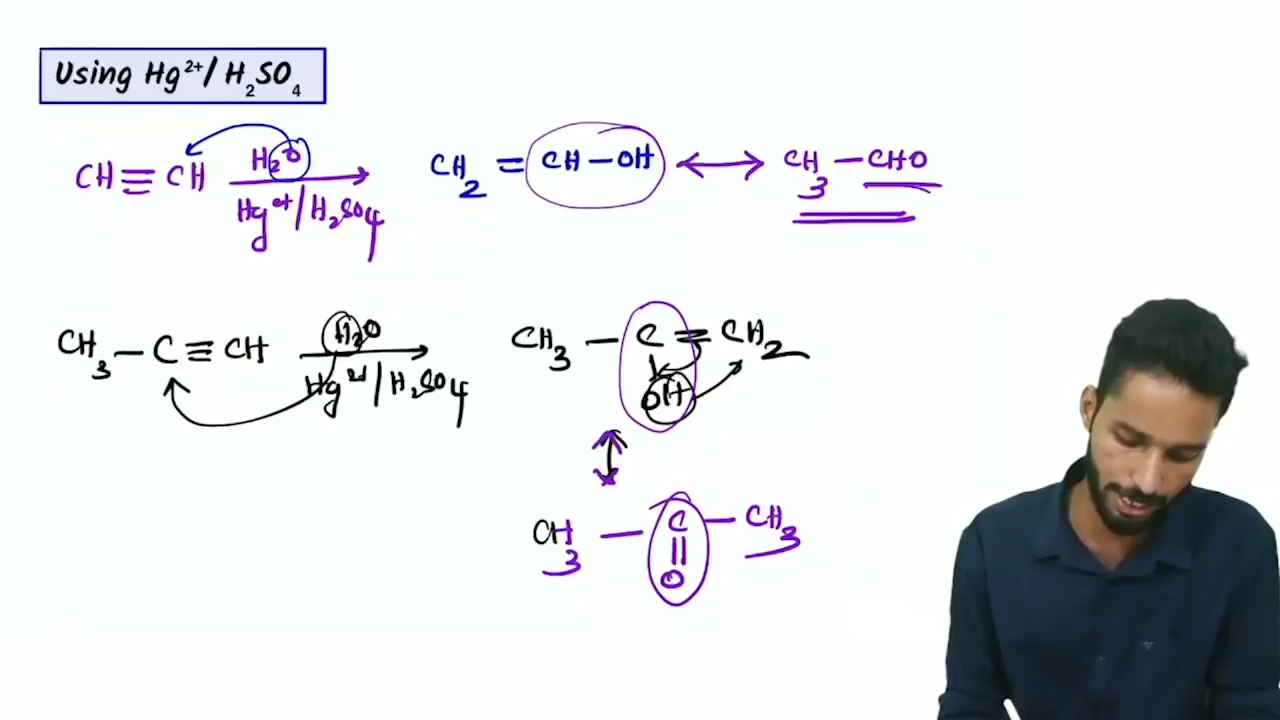 Using Hg²⁺/ H₂SO₄
CH≡CH H₂O CH₂=CH–OH ⟷ CH₃–CHO
Hg²⁺/H₂SO₄
CH₃–C≡CH H₂O CH₃–C=CH₂
Hg²⁺/H₂SO₄ OH
CH₃–C–CH₃
O